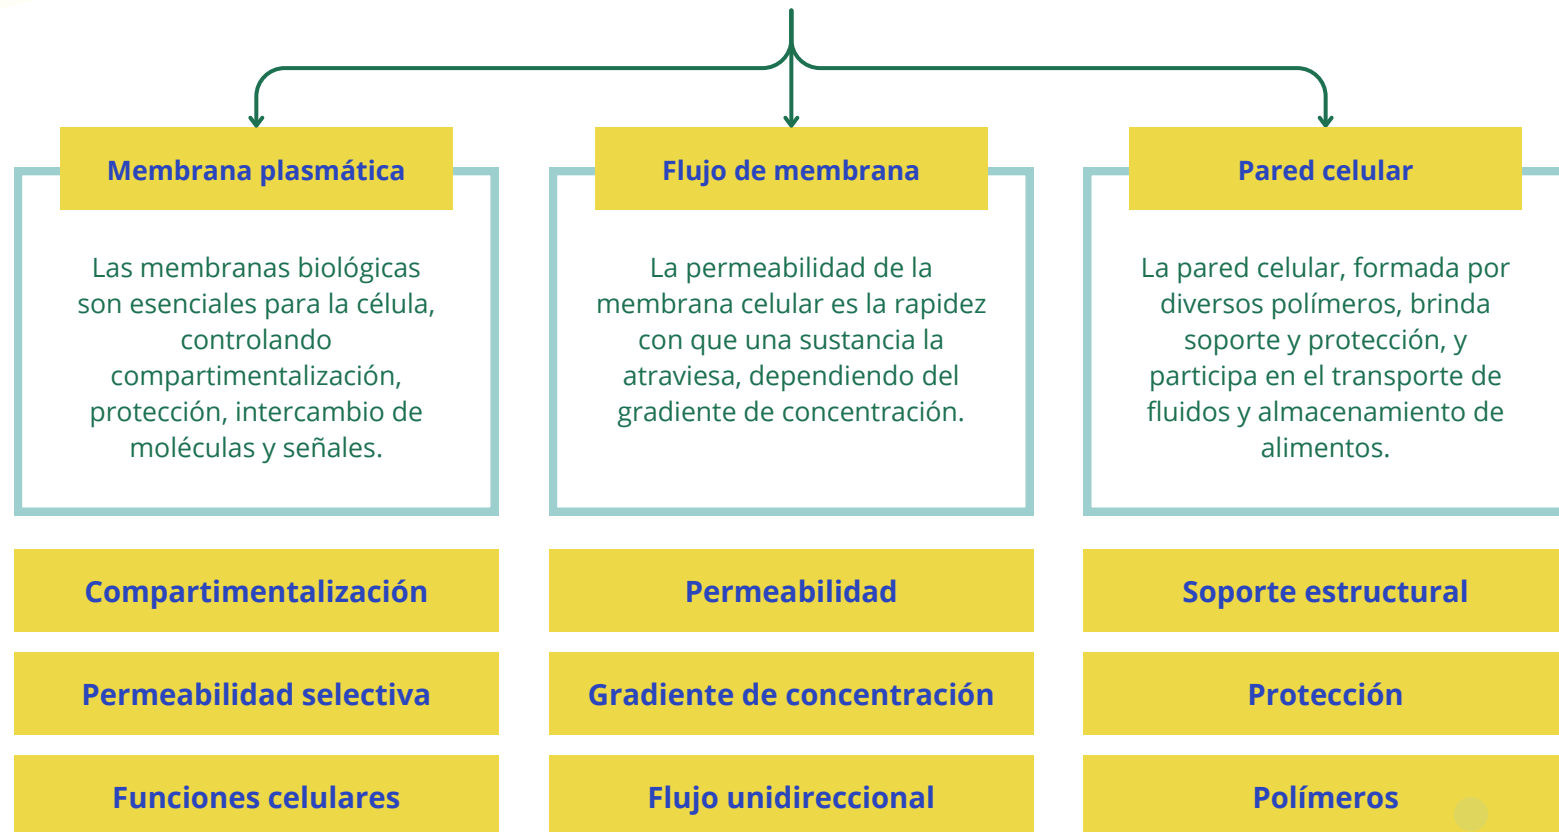 Membrana plasmática
Las membranas biológicas
son esenciales para la célula,
controlando
compartimentalización,
protección, intercambio de
moléculas y señales.
Compartimentalización
Permeabilidad selectiva
Funciones celulares
Flujo de membrana
La permeabilidad de la
membrana celular es la rapidez
con que una sustancia la
atraviesa, dependiendo del
gradiente de concentración.
Permeabilidad
Gradiente de concentración
Flujo unidireccional
Pared celular
La pared celular, formada por
diversos polímeros, brinda
soporte y protección, y
participa en el transporte de
fluidos y almacenamiento de
alimentos.
Soporte estructural
Protección
Polímeros